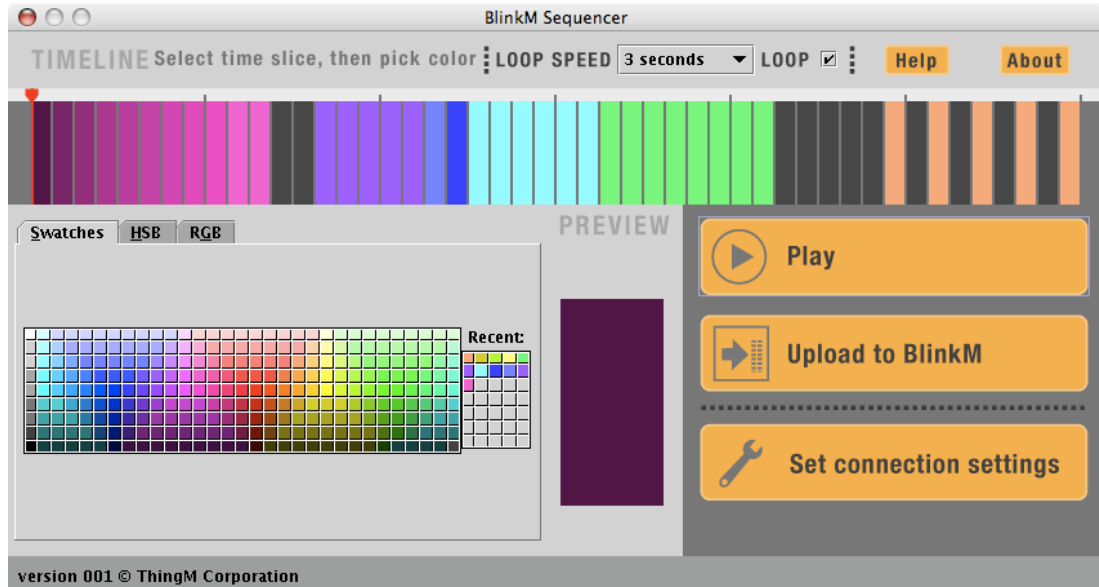 BlinkM Sequencer
TIMELINE Select time slice, then pick color LOOP SPEED 3 seconds LOOP Help About
Swatches HSB RGB
PREVIEW
Play
Recent:
Upload to BlinkM
Set connection settings
version 001 © ThingM Corporation